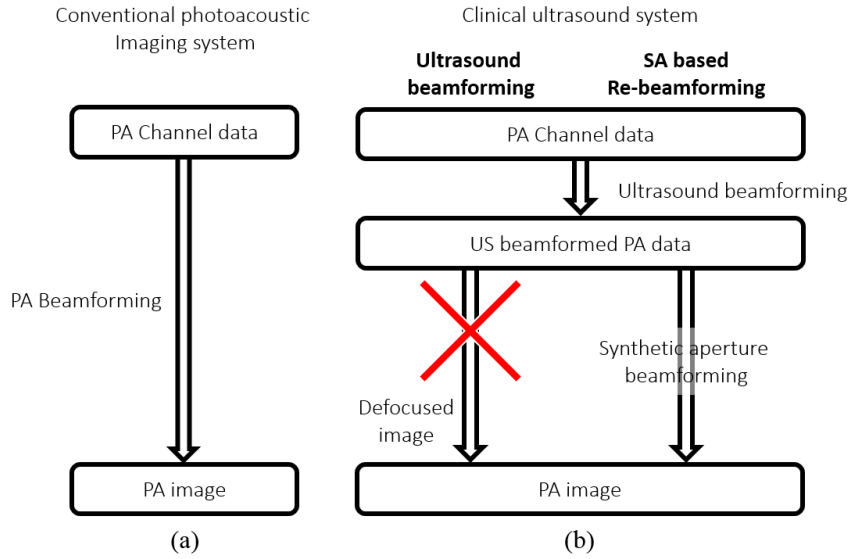 Conventional photoacoustic
Imaging system
PA Channel data
PA Beamforming
PA image
(a)
Clinical ultrasound system
Ultrasound
beamforming
SA based
Re-beamforming
PA Channel data
Ultrasound beamforming
US beamformed PA data
Defocused
image
Synthetic aperture
beamforming
PA image
(b)